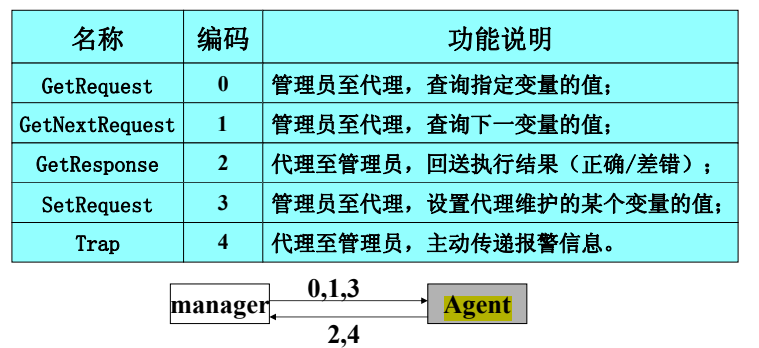 名称 编码 功能说明
GetRequest 0 管理员至代理，查询指定变量的值；
GetNextRequest 1 管理员至代理，查询下一变量的值；
GetResponse 2 代理至管理员，回送执行结果（正确/差错）；
SetRequest 3 管理员至代理，设置代理维护的某个变量的值；
Trap 4 代理至管理员，主动传递报警信息。
0,1,3
manager Agent
2,4